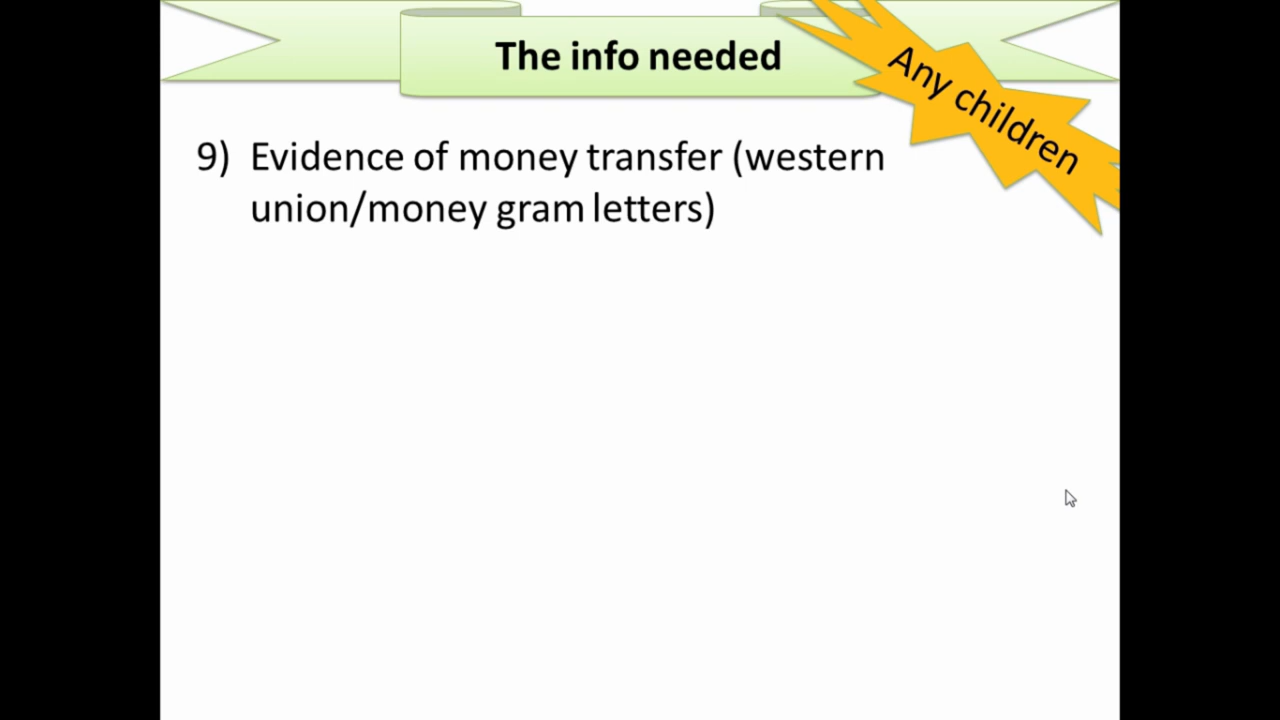 The info needed
Any children
9) Evidence of money transfer (western
union/money gram letters)